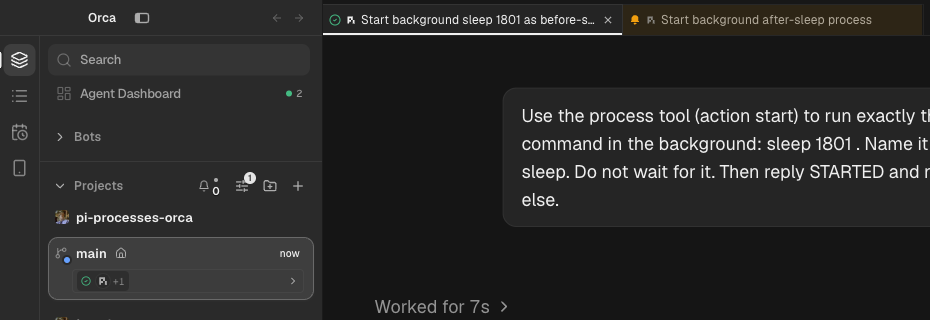 Orca
Start background sleep 1801 as before-s...
Start background after-sleep process
Search
Agent Dashboard
2
Bots
Projects
0
1
pi-processes-orca
main
now
+1
Use the process tool (action start) to run exactly
command in the background: sleep 1801 . Name it
sleep. Do not wait for it. Then reply STARTED and
else.
Worked for 7s